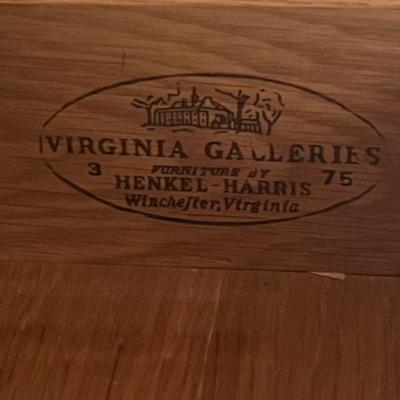 VIRGINIA GALLERIES
3 FURNITURE BY 75
HENKEL-HARRIS
Winchester, Virginia